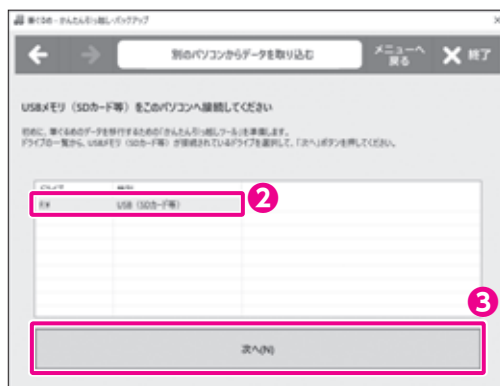 筆ぐるめ - かんたん引っ越し・バックアップ
別のパソコンからデータを取り込む
メニューへ
戻る
終了
USBメモリ（SDカード等）をこのパソコンへ接続してください
初めに、筆ぐるめのデータを移行するための「かんたん引っ越しツール」を準備します。
ドライブの一覧から、USBメモリ（SDカード等）が接続されているドライブを選択して、「次へ」ボタンを押してください。
ドライブ 種別
USB（SDカード等）
2
3
次へ(N)